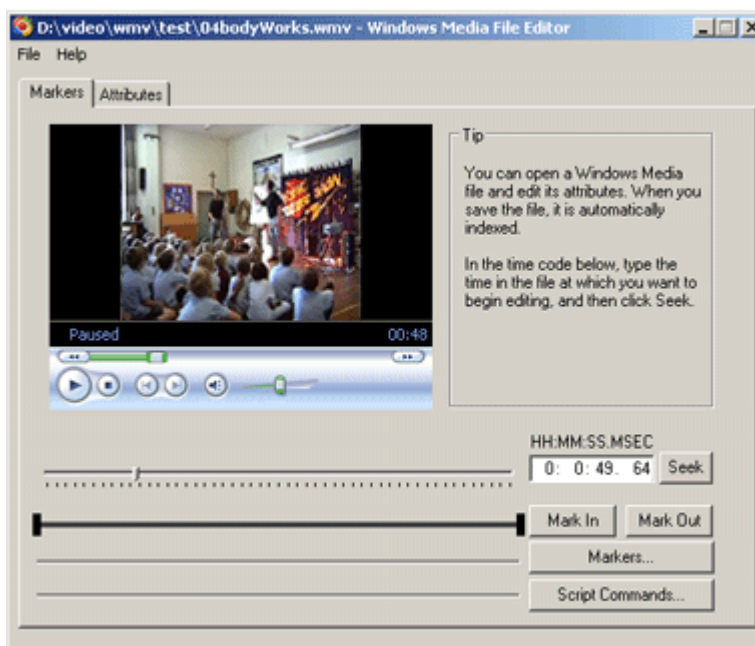 D:\video\wmv\test\04bodyWorks.wmv - Windows Media File Editor
File Help
Markers Attributes
Tip
You can open a Windows Media
file and edit its attributes. When you
save the file, it is automatically
indexed.
In the time code below, type the
time in the file at which you want to
begin editing, and then click Seek.
Paused 00:48
HH:MM:SS.MSEC
0: 0: 49. 64 Seek
Mark In Mark Out
Markers...
Script Commands...